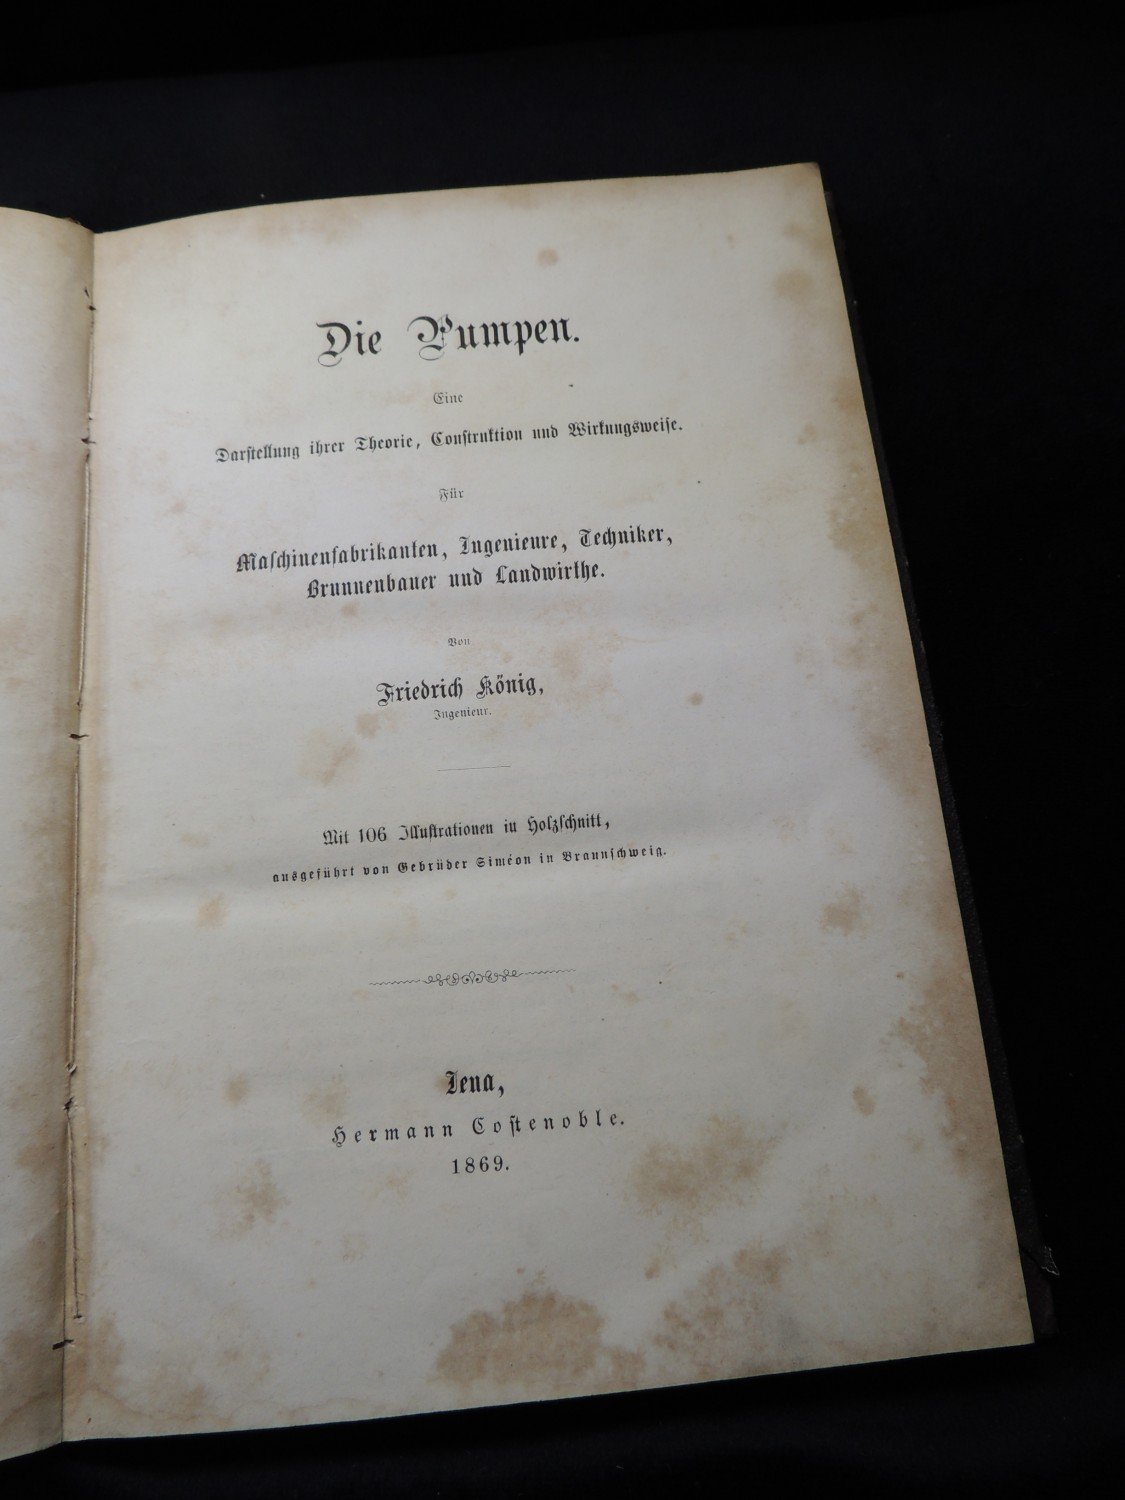 Die Pumpen.
Eine
Darſtellung ihrer Theorie, Conſtruktion und Wirkungsweiſe.
Für
Maſchinenfabrikanten, Ingenieure, Techniker,
Brunnenbauer und Landwirthe.
Von
Friedrich König,
Ingenieur.
Mit 106 Illuſtrationen in Holzſchnitt,
ausgeführt von Gebrüder Siméon in Braunſchweig.
Jena,
Hermann Coſtenoble.
1869.